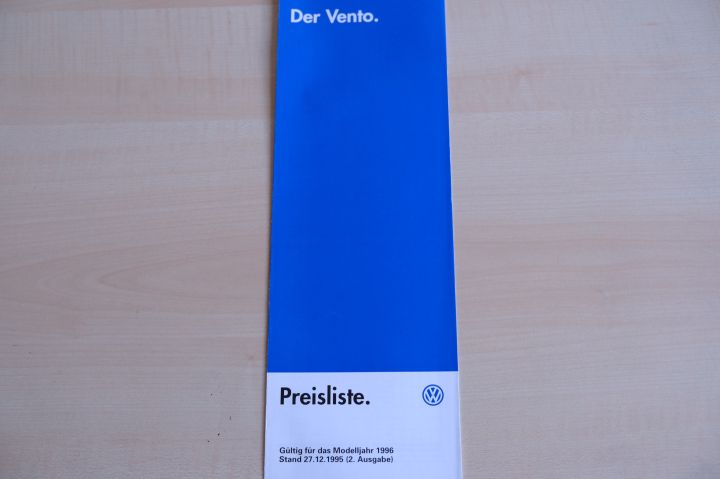 Der Vento.
Preisliste.
Gültig für das Modelljahr 1996
Stand 27.12.1995 (2. Ausgabe)